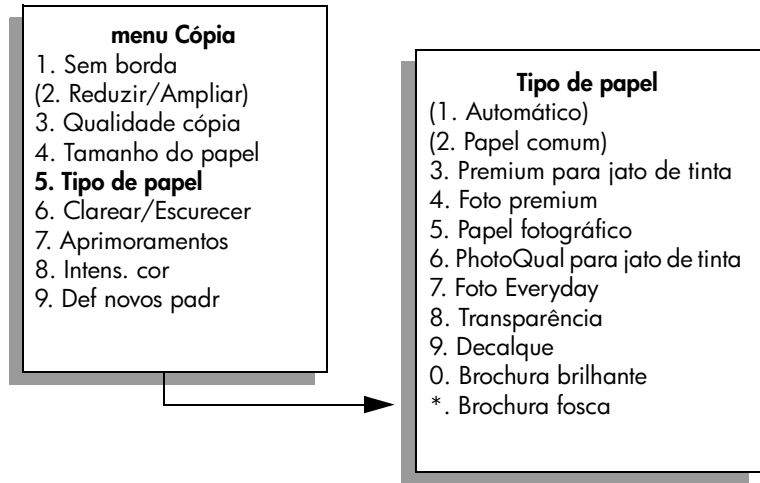 menu Cópia
1. Sem borda
(2. Reduzir/Ampliar)
3. Qualidade cópia
4. Tamanho do papel
5. Tipo de papel
6. Clarear/Escurecer
7. Aprimoramentos
8. Intens. cor
9. Def novos padr
Tipo de papel
(1. Automático)
(2. Papel comum)
3. Premium para jato de tinta
4. Foto premium
5. Papel fotográfico
6. PhotoQual para jato de tinta
7. Foto Everyday
8. Transparência
9. Decalque
0. Brochura brilhante
*. Brochura fosca